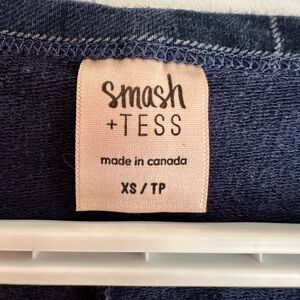 smash
+TESS
made in canada
XS / TP